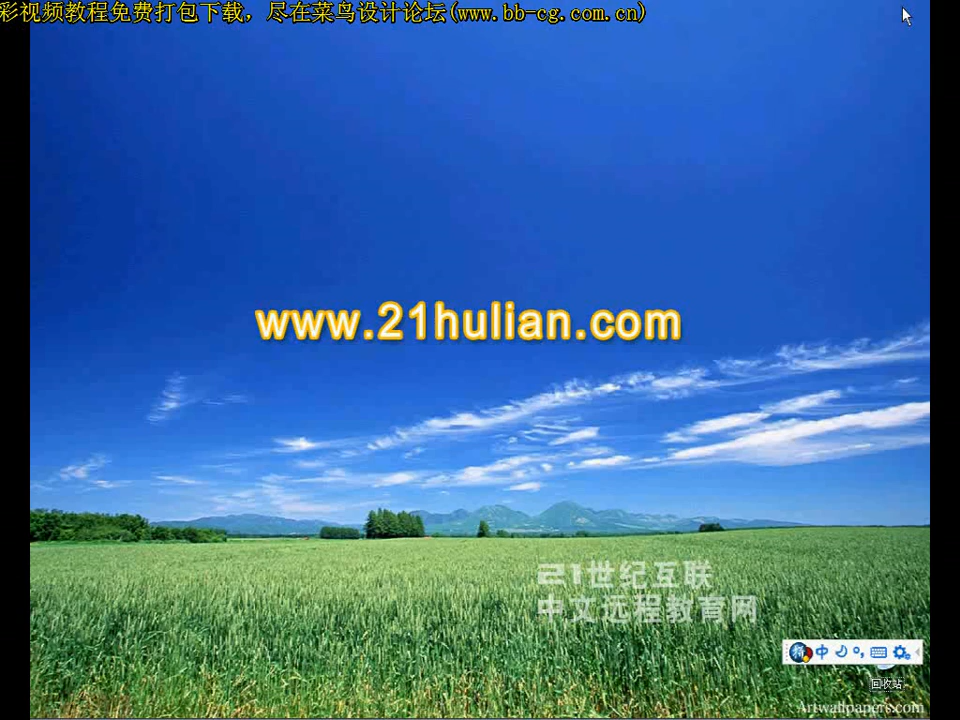 彩视频教程免费打包下载，尽在菜鸟设计论坛(www.bb-cg.com.cn)
www.21hulian.com
21世纪互联
中文远程教育网
中
回收站
Artwallpapers.com